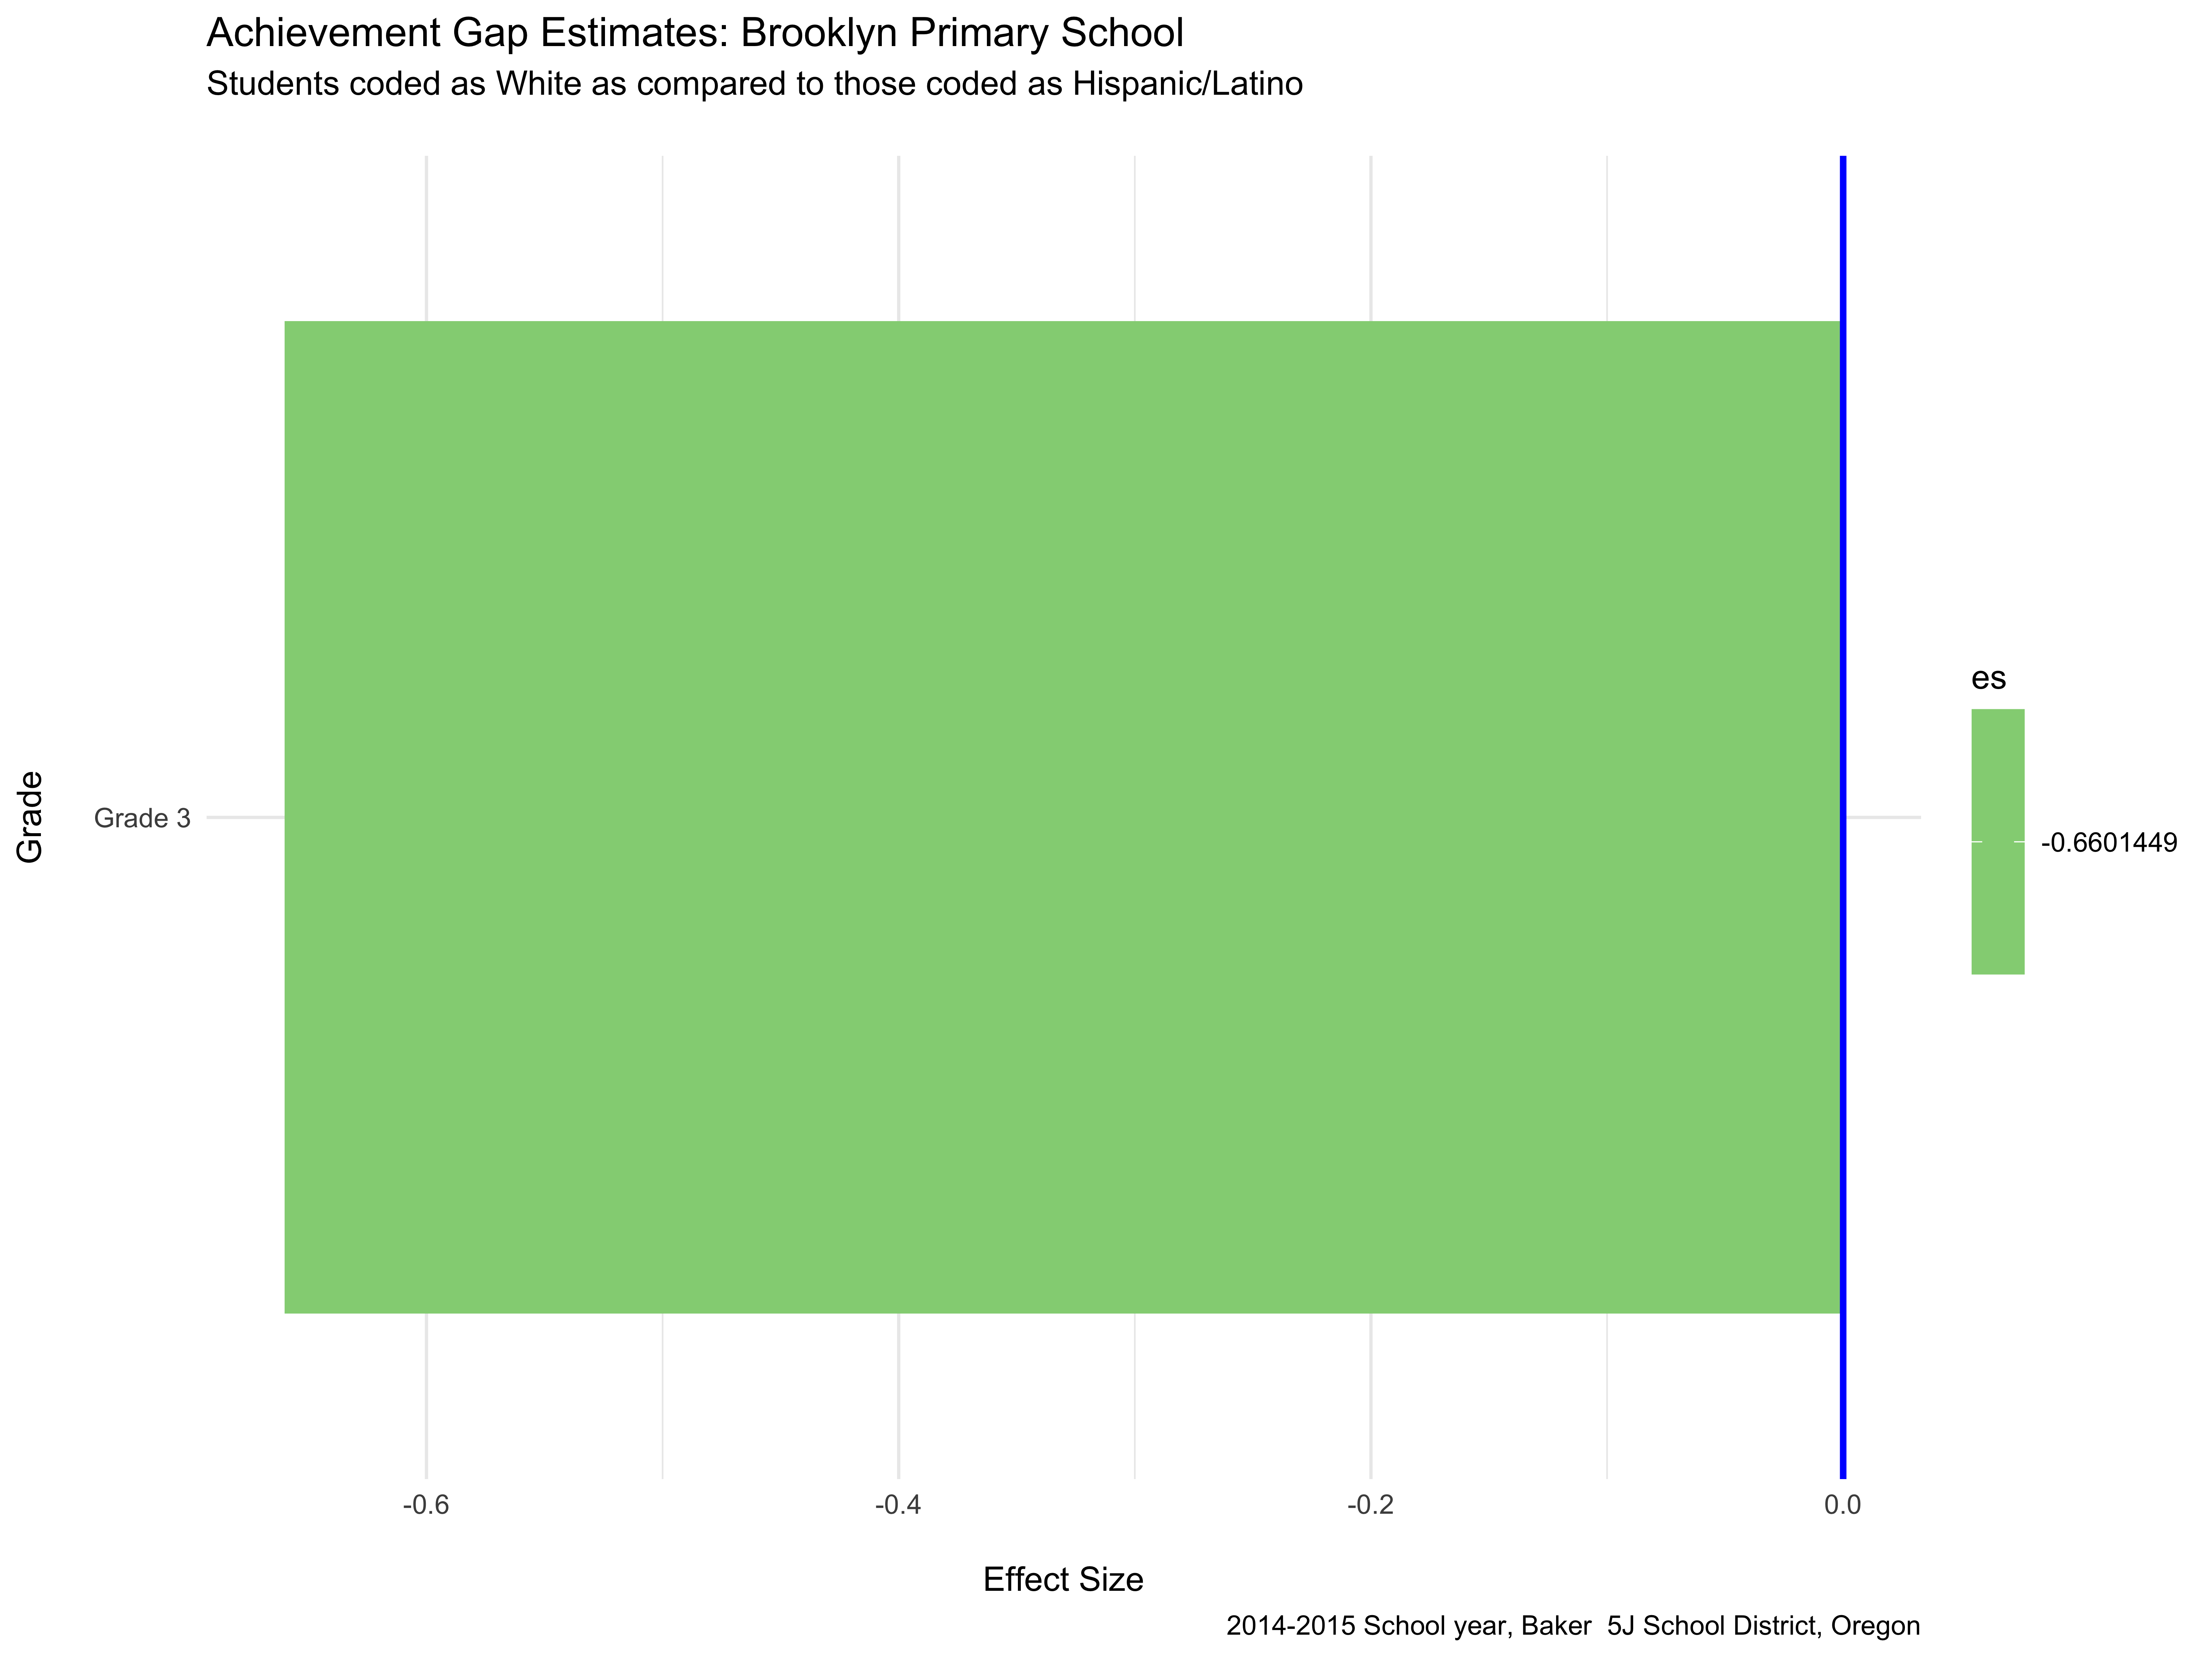 Achievement Gap Estimates: Brooklyn Primary School
Students coded as White as compared to those coded as Hispanic/Latino
es
-0.6601449
Grade
Grade 3
-0.6
-0.4
-0.2
0.0
Effect Size
2014-2015 School year, Baker  5J School District, Oregon